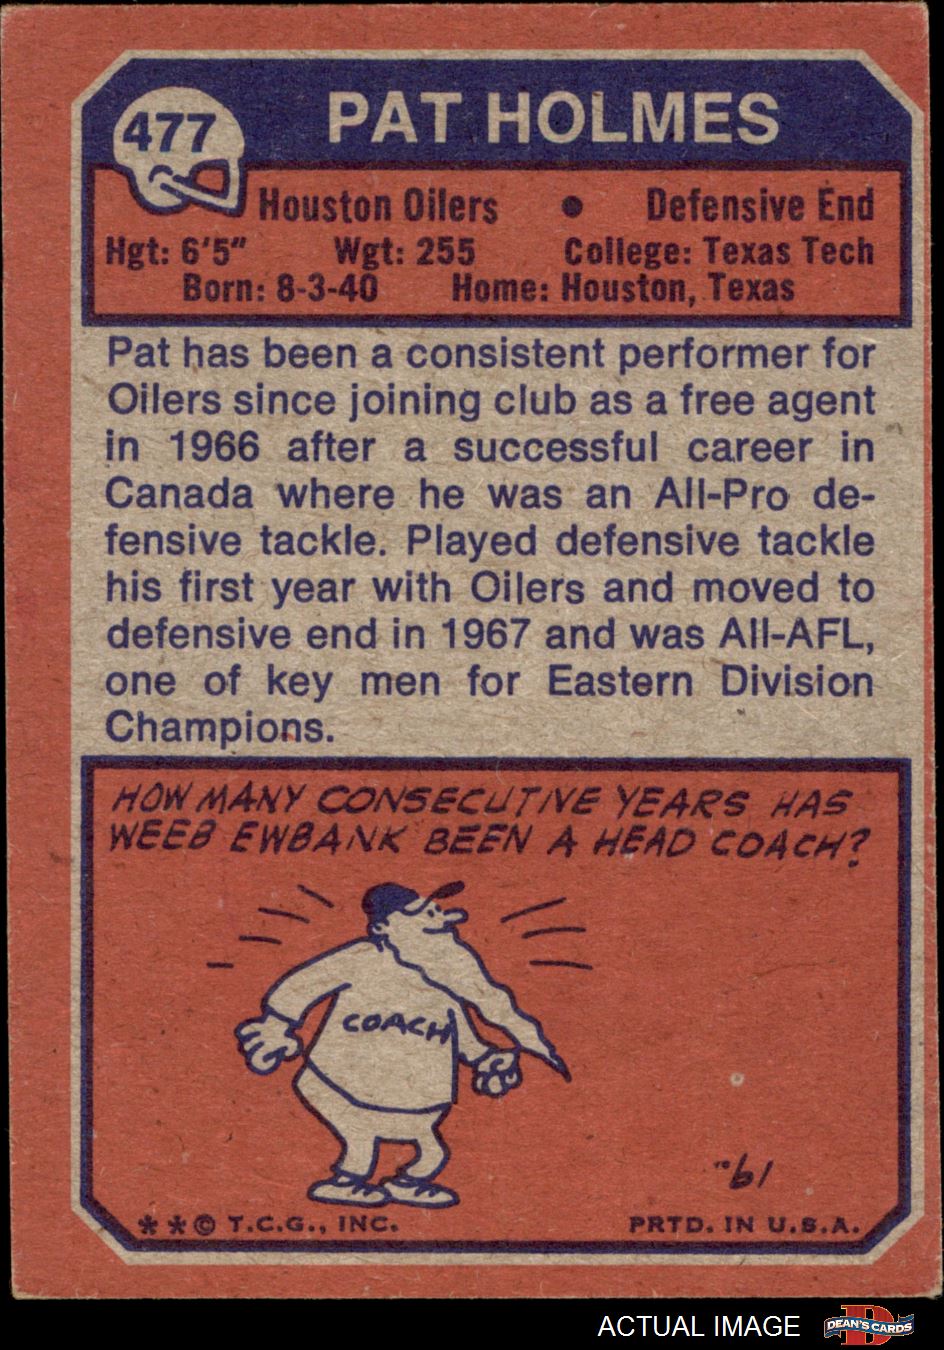 477
PAT HOLMES
Houston Oilers • Defensive End
Hgt: 6'5" Wgt: 255 College: Texas Tech
Born: 8-3-40 Home: Houston, Texas
Pat has been a consistent performer for
Oilers since joining club as a free agent
in 1966 after a successful career in
Canada where he was an All-Pro de-
fensive tackle. Played defensive tackle
his first year with Oilers and moved to
defensive end in 1967 and was All-AFL,
one of key men for Eastern Division
Champions.
HOW MANY CONSECUTIVE YEARS HAS
WEEB EWBANK BEEN A HEAD COACH?
COACH
"19."
** © T.C.G., INC. PRTD. IN U.S.A.
ACTUAL IMAGE DEAN'S CARDS